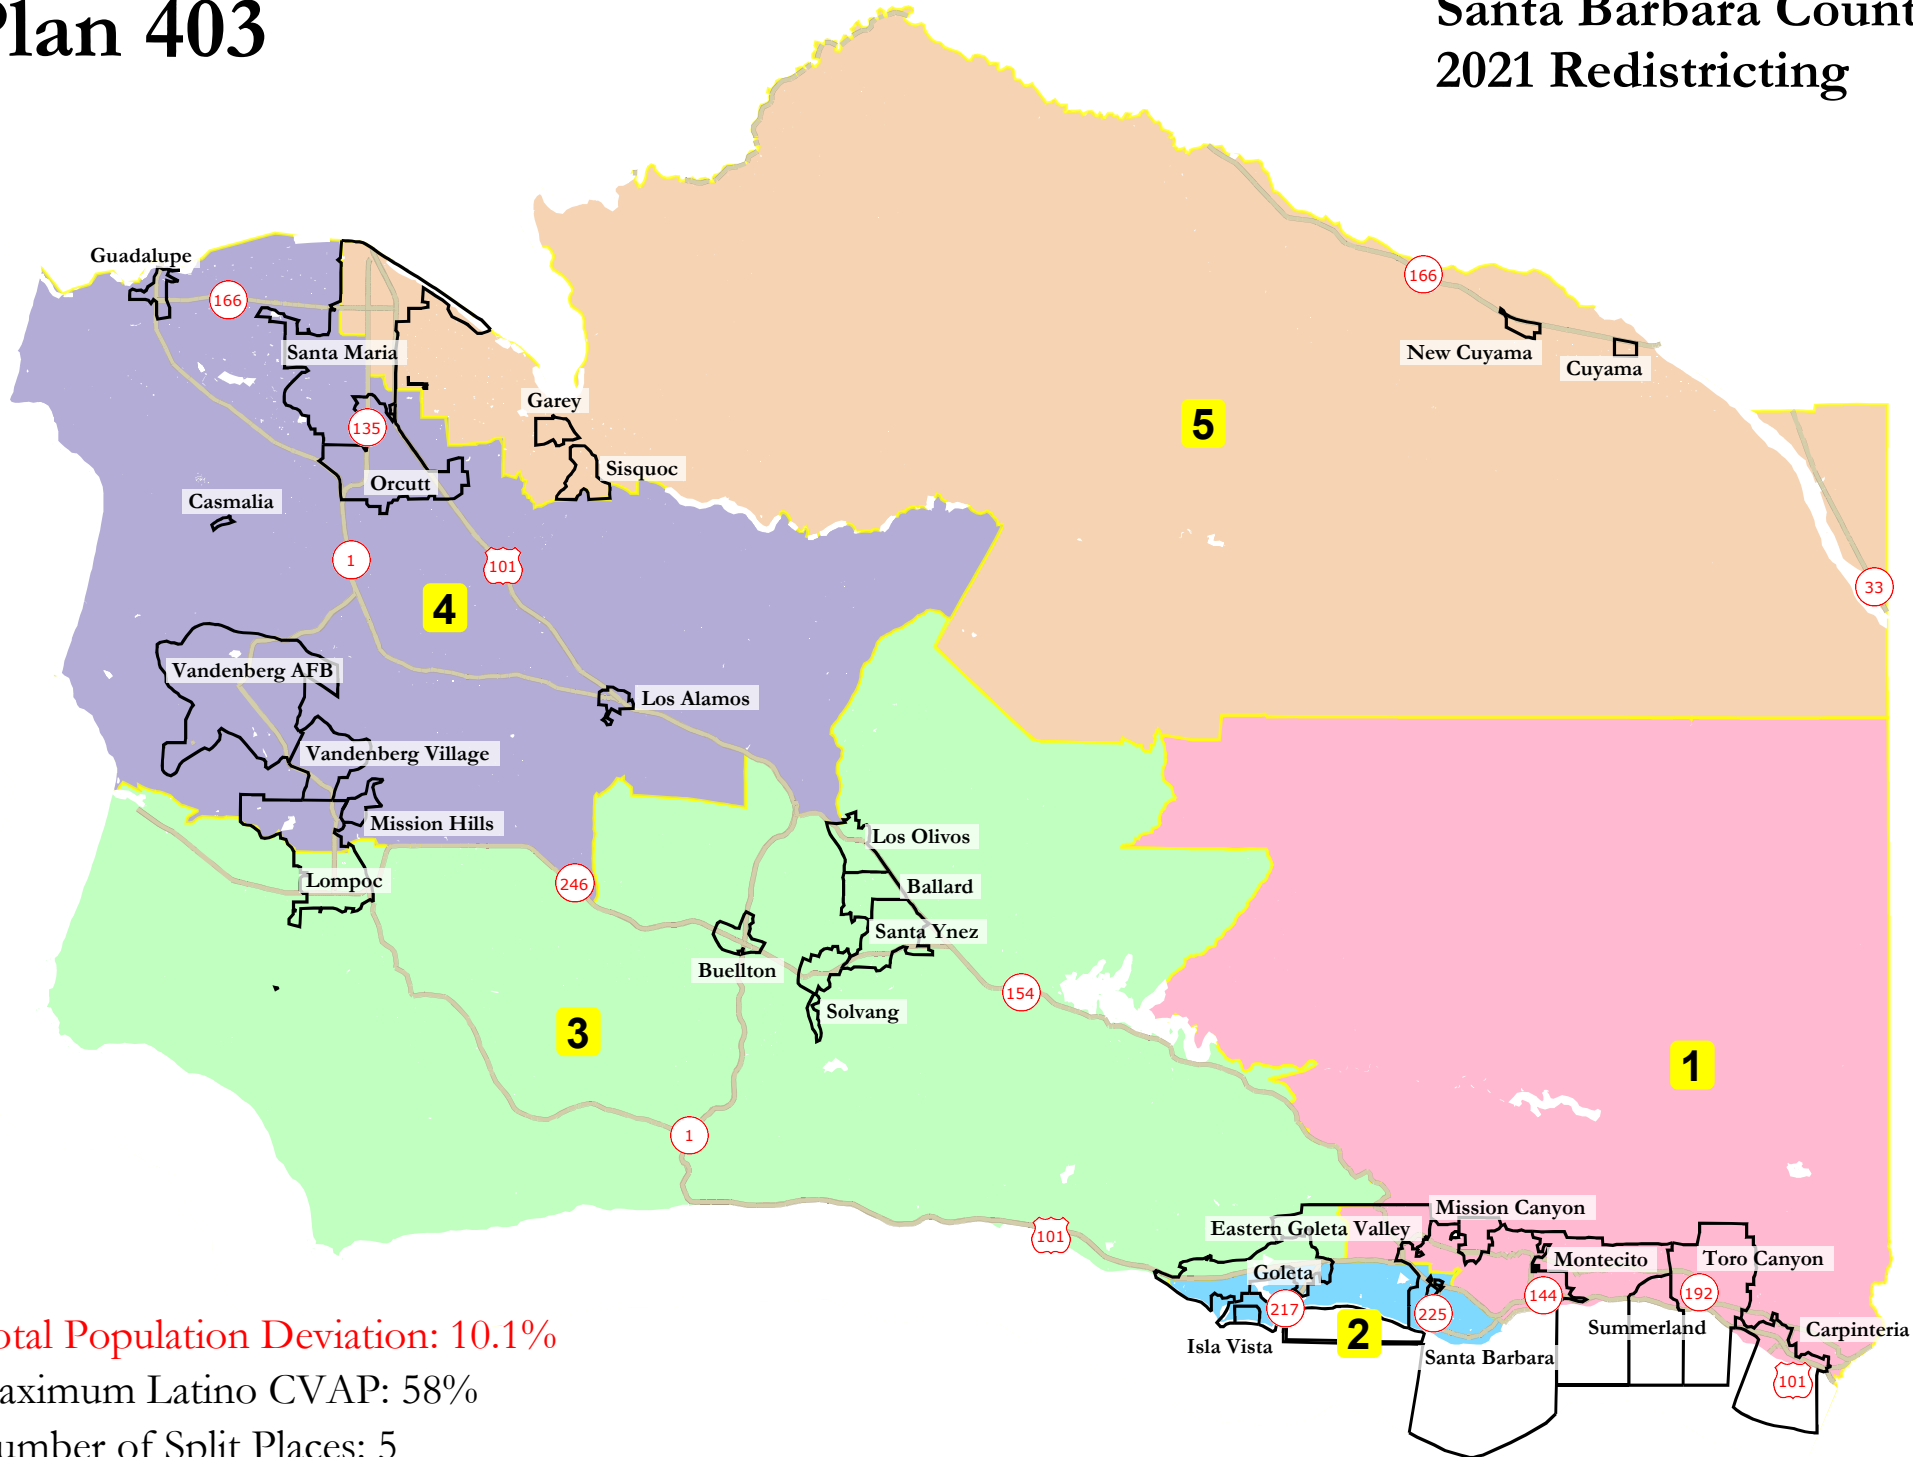 Plan 403
Santa Barbara Count
2021 Redistricting
Guadalupe
166
Santa Maria
135
Orcutt
Casmalia
1
101
4
Garey
Sisquoc
5
166
New Cuyama
Cuyama
33
Vandenberg AFB
Los Alamos
Vandenberg Village
Mission Hills
Lompoc
246
Los Olivos
Ballard
Santa Ynez
Buellton
Solvang
154
3
1
1
101
Mission Canyon
Eastern Goleta Valley
Montecito
Toro Canyon
Goleta
217
225
144
192
2
Isla Vista
Santa Barbara
Summerland
Carpinteria
101
otal Population Deviation: 10.1%
aximum Latino CVAP: 58%
umber of Split Places: 5